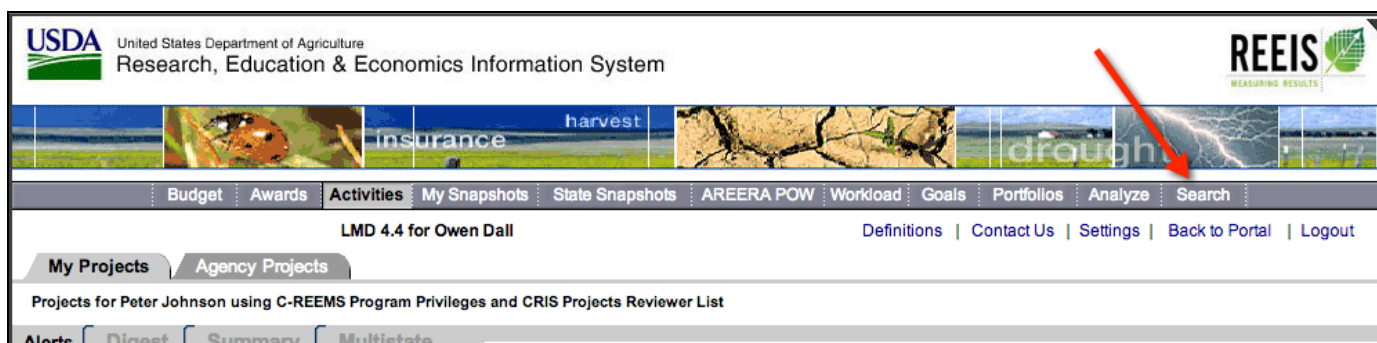 USDA
United States Department of Agriculture
Research, Education & Economics Information System
REEIS
MEASURING RESULTS
insurance
harvest
drought
Budget Awards Activities My Snapshots State Snapshots AREERA POW Workload Goals Portfolios Analyze Search
LMD 4.4 for Owen Dall
Definitions | Contact Us | Settings | Back to Portal | Logout
My Projects Agency Projects
Projects for Peter Johnson using C-REEMS Program Privileges and CRIS Projects Reviewer List
Alerts Digest Summary Multistate